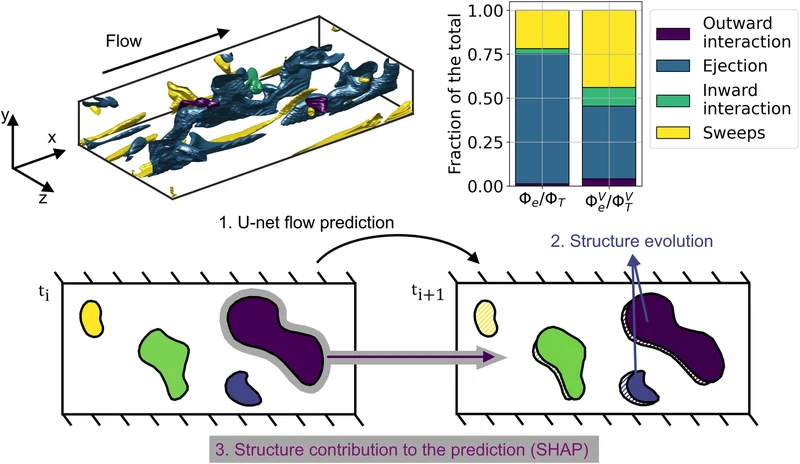 Flow
y
x
z
Fraction of the total
1.00
0.75
0.50
0.25
0.00
Φe/ΦT
ΦeV/ΦTV
Outward
interaction
Ejection
Inward
interaction
Sweeps
1. U-net flow prediction
2. Structure evolution
ti
ti+1
3. Structure contribution to the prediction (SHAP)